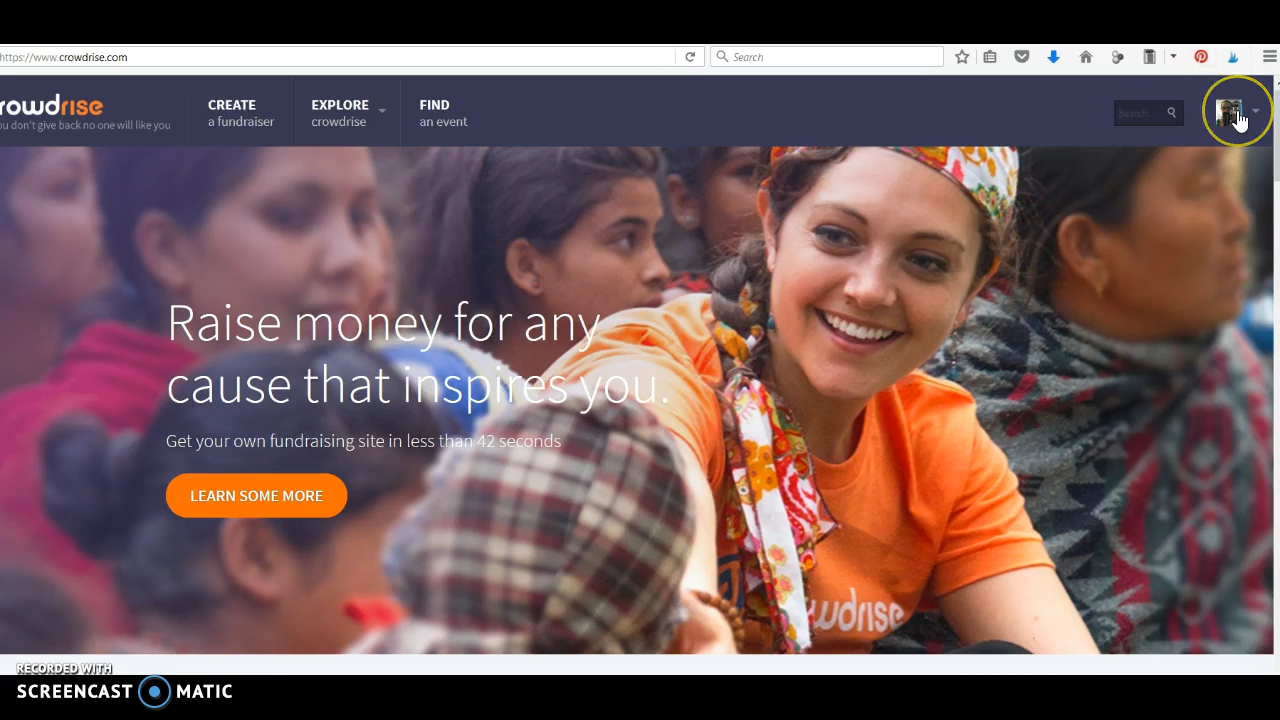 https://www.crowdrise.com
Search
rowdrise
ou don't give back no one will like you
CREATE
a fundraiser
EXPLORE
crowdrise
FIND
an event
Search
Raise money for any
cause that inspires you.
Get your own fundraising site in less than 42 seconds
LEARN SOME MORE
wdrise
RECORDED WITH
SCREENCAST MATIC